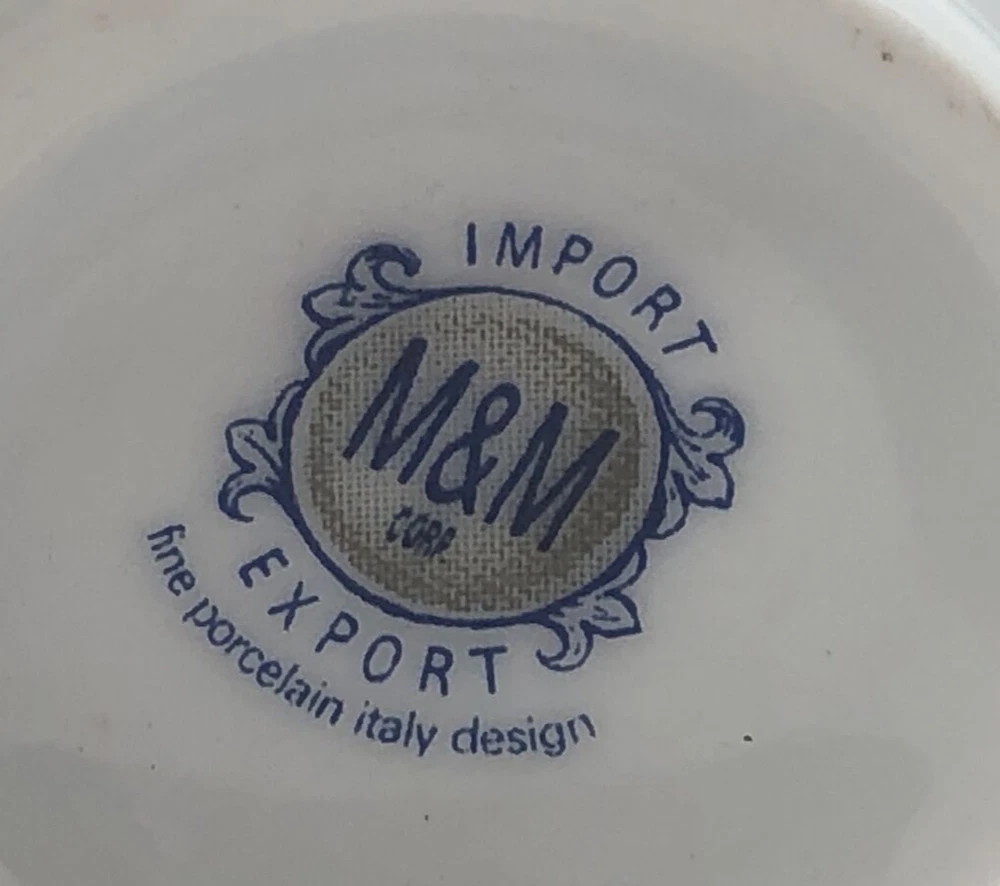 IMPORT
M&M
CORP
EXPORT
fine porcelain italy design